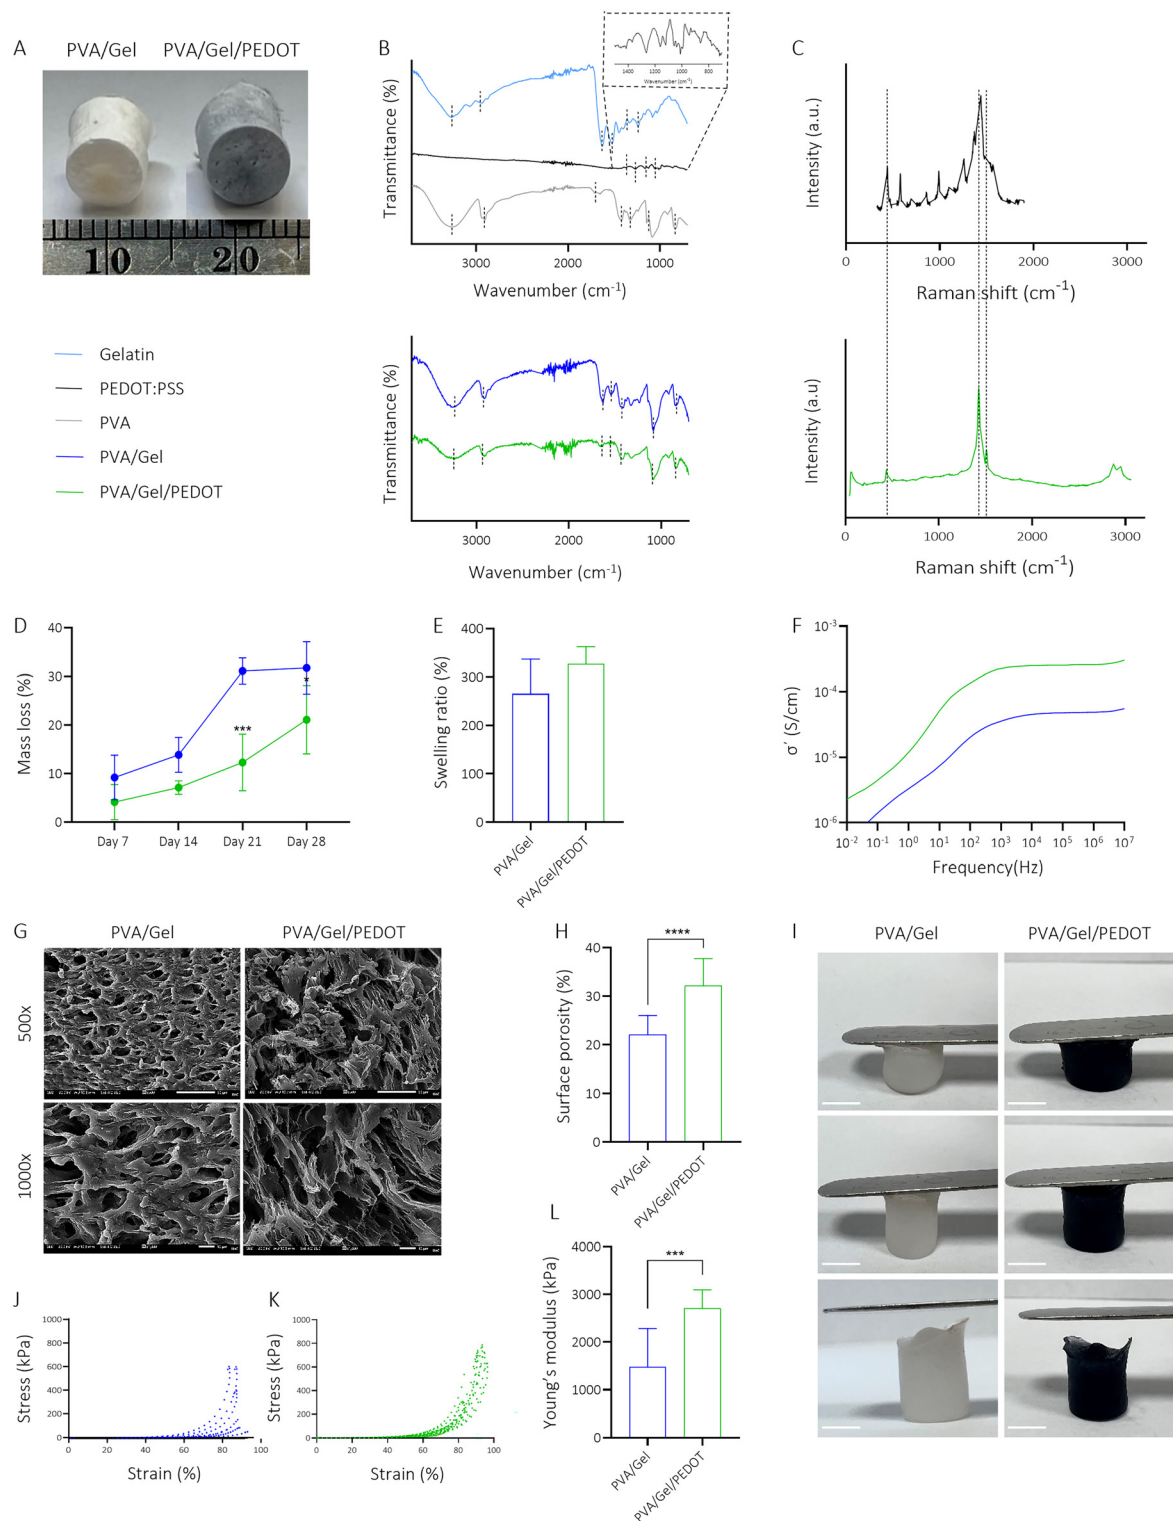 A
PVA/Gel
PVA/Gel/PEDOT
10
20
Gelatin
PEDOT:PSS
PVA
PVA/Gel
PVA/Gel/PEDOT
B
1400
1200
1000
800
Wavenumber (cm-1)
Transmittance (%)
3000
2000
1000
Wavenumber (cm-1)
Transmittance (%)
3000
2000
1000
Wavenumber (cm-1)
C
Intensity (a.u.)
0
1000
2000
3000
Raman shift (cm-1)
Intensity (a.u)
0
1000
2000
3000
Raman shift (cm-1)
D
Mass loss (%)
40
30
20
10
0
***
*
Day 7
Day 14
Day 21
Day 28
E
Swelling ratio (%)
400
300
200
100
0
PVA/Gel
PVA/Gel/PEDOT
F
σ′ (S/cm)
10-3
10-4
10-5
10-6
10-2
10-1
100
101
102
103
104
105
106
107
Frequency(Hz)
G
PVA/Gel
PVA/Gel/PEDOT
500x
1000x
H
Surface porosity (%)
40
30
20
10
0
****
PVA/Gel
PVA/Gel/PEDOT
I
PVA/Gel
PVA/Gel/PEDOT
J
Stress (kPa)
1000
800
600
400
200
0
0
20
40
60
80
100
Strain (%)
K
Stress (kPa)
1000
800
600
400
200
0
0
20
40
60
80
100
Strain (%)
L
Young's modulus (kPa)
4000
3000
2000
1000
0
***
PVA/Gel
PVA/Gel/PEDOT